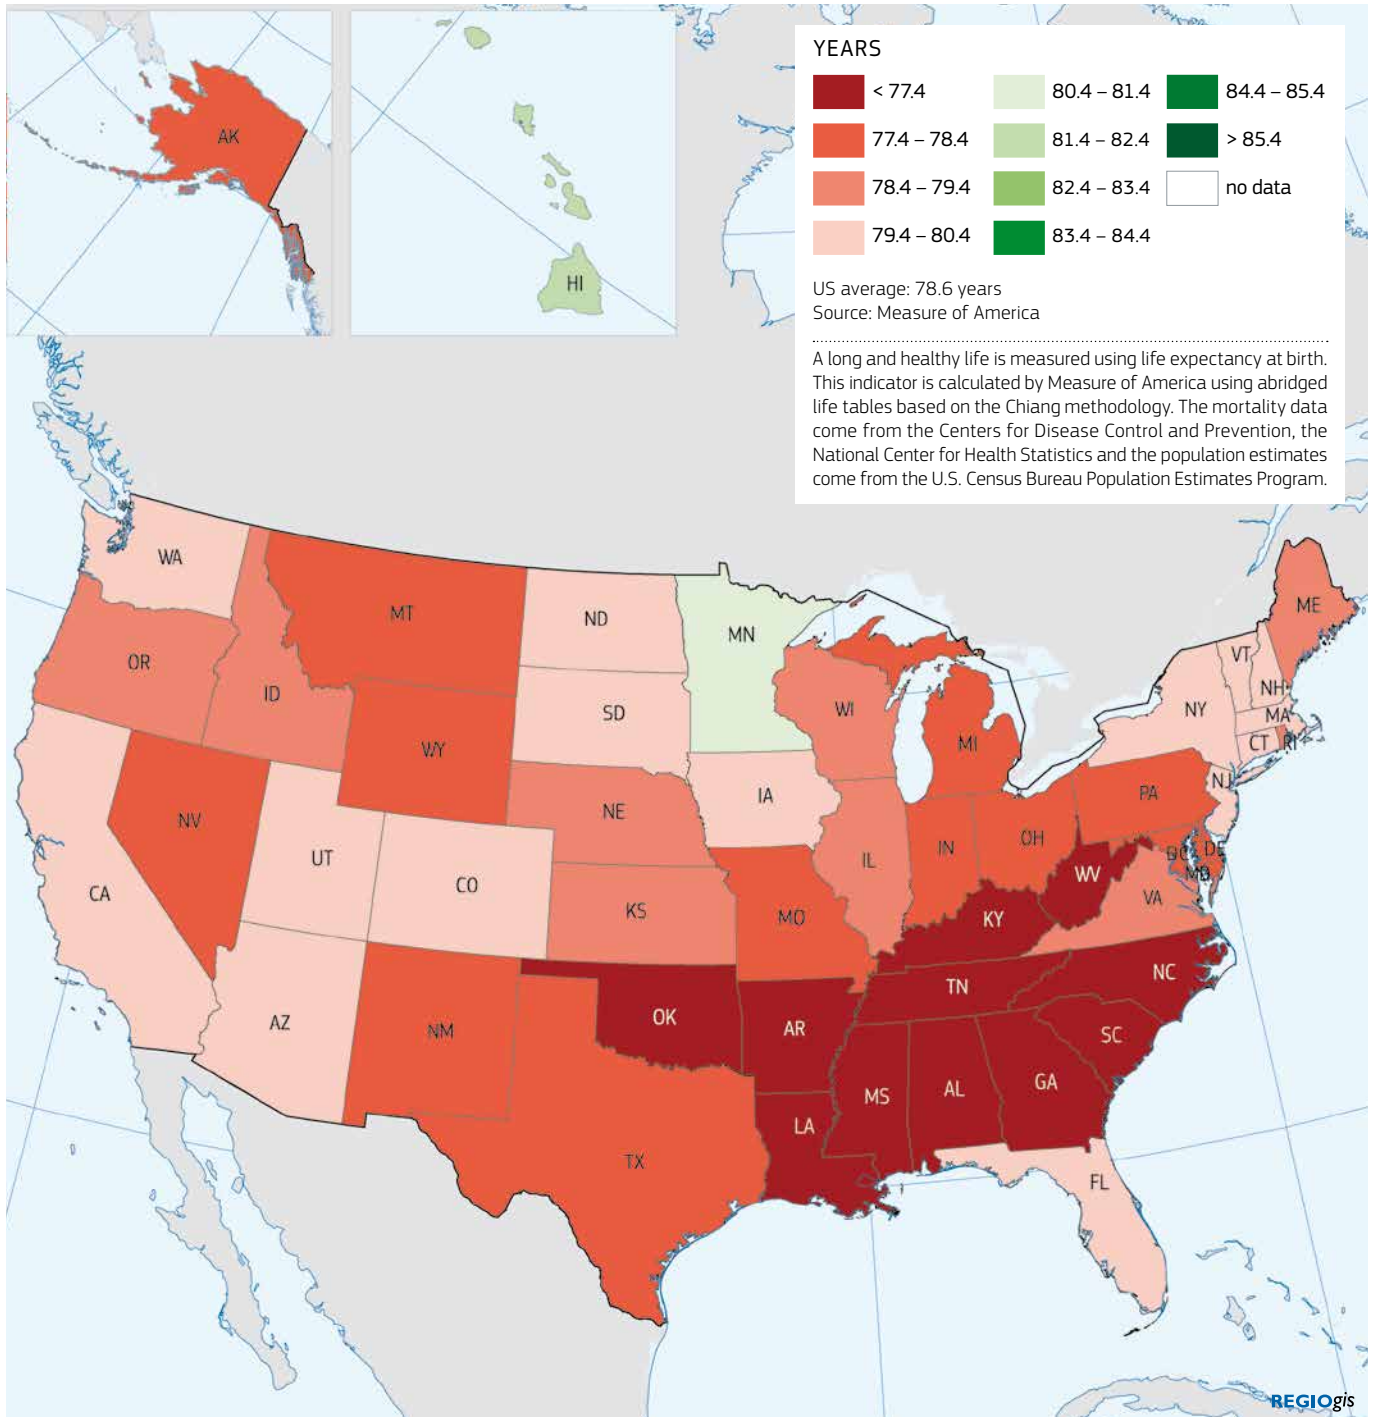 YEARS
< 77.4
77.4 – 78.4
78.4 – 79.4
79.4 – 80.4
80.4 – 81.4
81.4 – 82.4
82.4 – 83.4
83.4 – 84.4
84.4 – 85.4
> 85.4
no data
US average: 78.6 years
Source: Measure of America
A long and healthy life is measured using life expectancy at birth.
This indicator is calculated by Measure of America using abridged
life tables based on the Chiang methodology. The mortality data
come from the Centers for Disease Control and Prevention, the
National Center for Health Statistics and the population estimates
come from the U.S. Census Bureau Population Estimates Program.
AK
HI
WA
MT
ND
MN
ME
OR
ID
SD
WI
VT
NH
NY
MA
WY
MI
CT
RI
NV
NE
IA
PA
NJ
UT
CO
IL
IN
OH
DC
DE
MD
CA
KS
MO
WV
VA
KY
AZ
NM
OK
AR
TN
NC
SC
MS
AL
GA
LA
TX
FL
REGIOgis